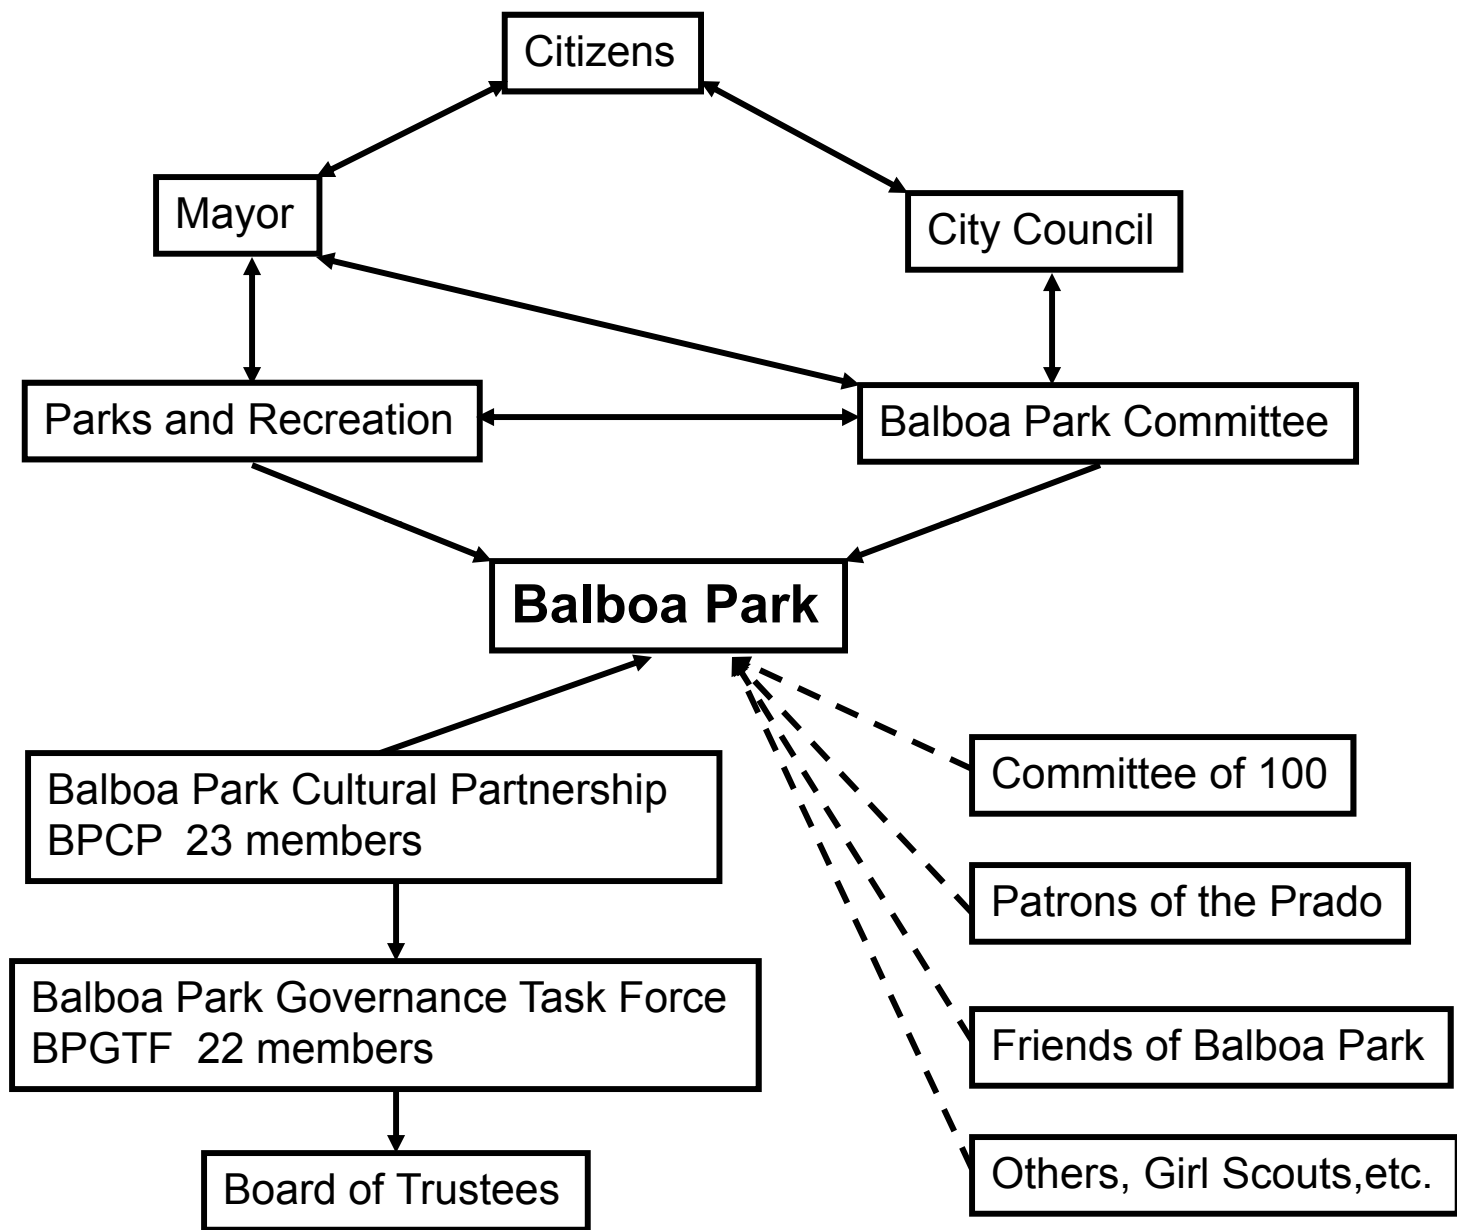 Citizens
Mayor
City Council
Parks and Recreation
Balboa Park Committee
Balboa Park
Balboa Park Cultural Partnership
BPCP  23 members
Committee of 100
Patrons of the Prado
Balboa Park Governance Task Force
BPGTF  22 members
Friends of Balboa Park
Board of Trustees
Others, Girl Scouts,etc.